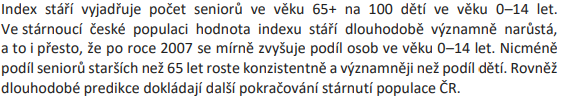 Index stáří vyjadřuje počet seniorů ve věku 65+ na 100 dětí ve věku 0–14 let.
Ve stárnoucí české populaci hodnota indexu stáří dlouhodobě významně narůstá,
a to i přesto, že po roce 2007 se mírně zvyšuje podíl osob ve věku 0–14 let. Nicméně
podíl seniorů starších než 65 let roste konzistentně a významněji než podíl dětí. Rovněž
dlouhodobé predikce dokládají další pokračování stárnutí populace ČR.